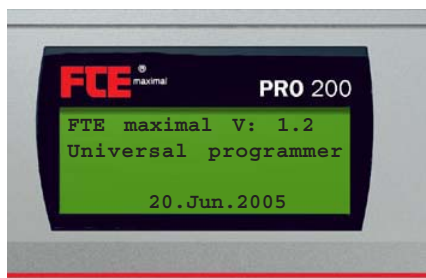 FTE® maximal
PRO 200
FTE maximal V: 1.2
Universal programmer
20.Jun.2005